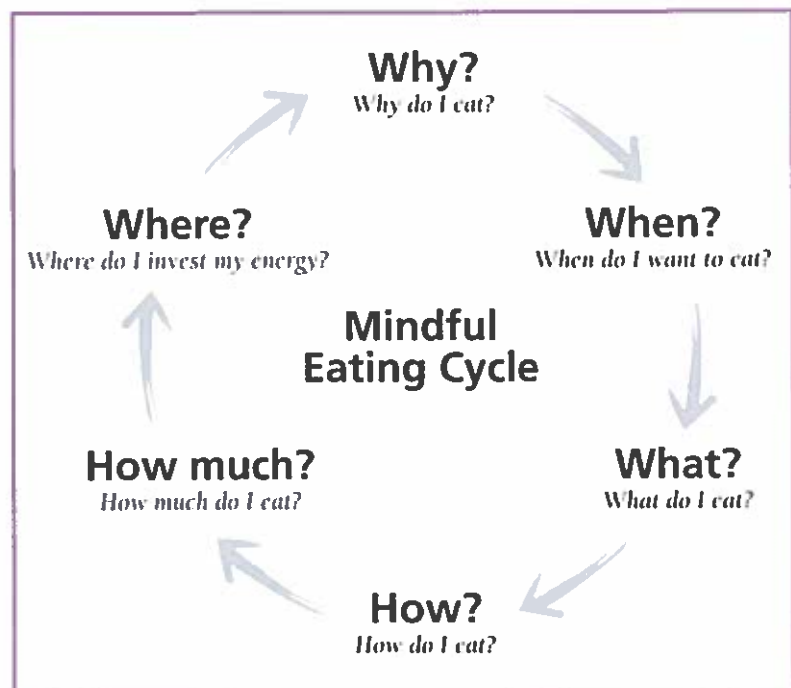 Why?
Why do I eat?
When?
When do I want to eat?
What?
What do I eat?
How?
How do I eat?
How much?
How much do I eat?
Where?
Where do I invest my energy?
Mindful
Eating Cycle